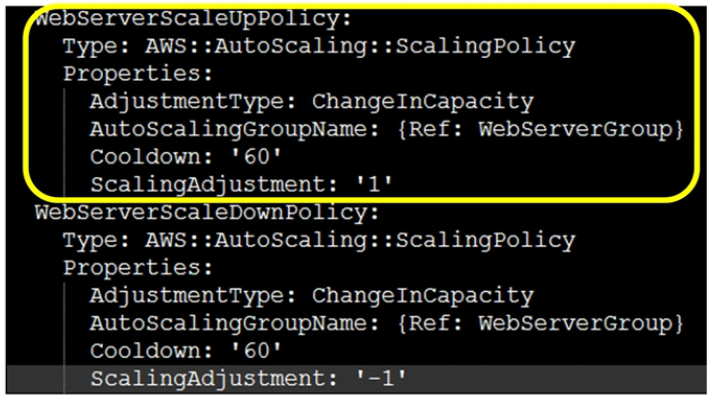 WebServerScaleUpPolicy:
Type: AWS::AutoScaling::ScalingPolicy
Properties:
AdjustmentType: ChangeInCapacity
AutoScalingGroupName: {Ref: WebServerGroup}
Cooldown: '60'
ScalingAdjustment: '1'
WebServerScaleDownPolicy:
Type: AWS::AutoScaling::ScalingPolicy
Properties:
AdjustmentType: ChangeInCapacity
AutoScalingGroupName: {Ref: WebServerGroup}
Cooldown: '60'
ScalingAdjustment: '-1'